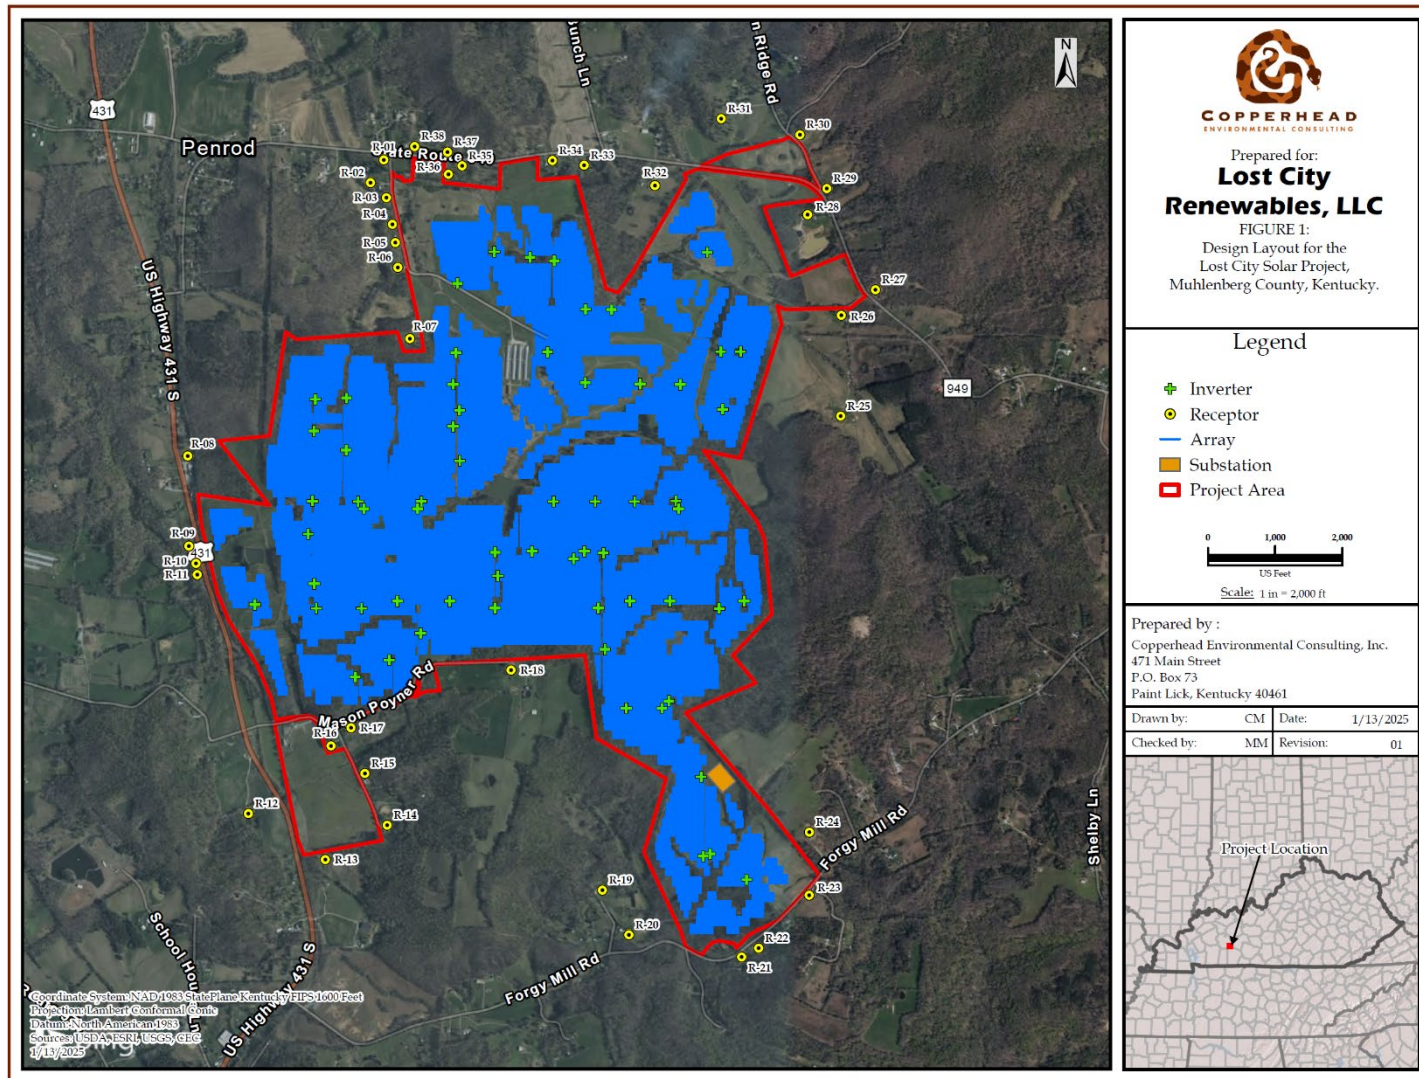 Bunch Ln
n Ridge Rd
N
431
Penrod
State Route 949
R-31
R-30
R-38
R-37
R-01
R-35
R-36
R-34
R-33
R-02
R-32
R-29
R-03
R-28
R-04
R-05
R-06
R-27
R-26
R-07
US Highway 431 S
949
R-25
R-08
R-09
431
R-10
R-11
R-18
Mason Poyner Rd
R-17
R-16
R-15
R-12
R-14
R-13
R-24
Forgy Mill Rd
Shelby Ln
R-19
R-23
R-20
R-22
R-21
Forgy Mill Rd
School House Ln
US Highway 431 S
Coordinate System: NAD 1983 StatePlane Kentucky FIPS 1600 Feet
Projection: Lambert Conformal Conic
Datum: North American 1983
Sources: USDA, ESRI, USGS, CEC
1/13/2025
COPPERHEAD
ENVIRONMENTAL CONSULTING
Prepared for:
Lost City
Renewables, LLC
FIGURE 1:
Design Layout for the
Lost City Solar Project,
Muhlenberg County, Kentucky.
Legend
Inverter
Receptor
Array
Substation
Project Area
0 1,000 2,000
US Feet
Scale: 1 in = 2,000 ft
Prepared by :
Copperhead Environmental Consulting, Inc.
471 Main Street
P.O. Box 73
Paint Lick, Kentucky 40461
Drawn by: CM Date: 1/13/2025
Checked by: MM Revision: 01
Project Location